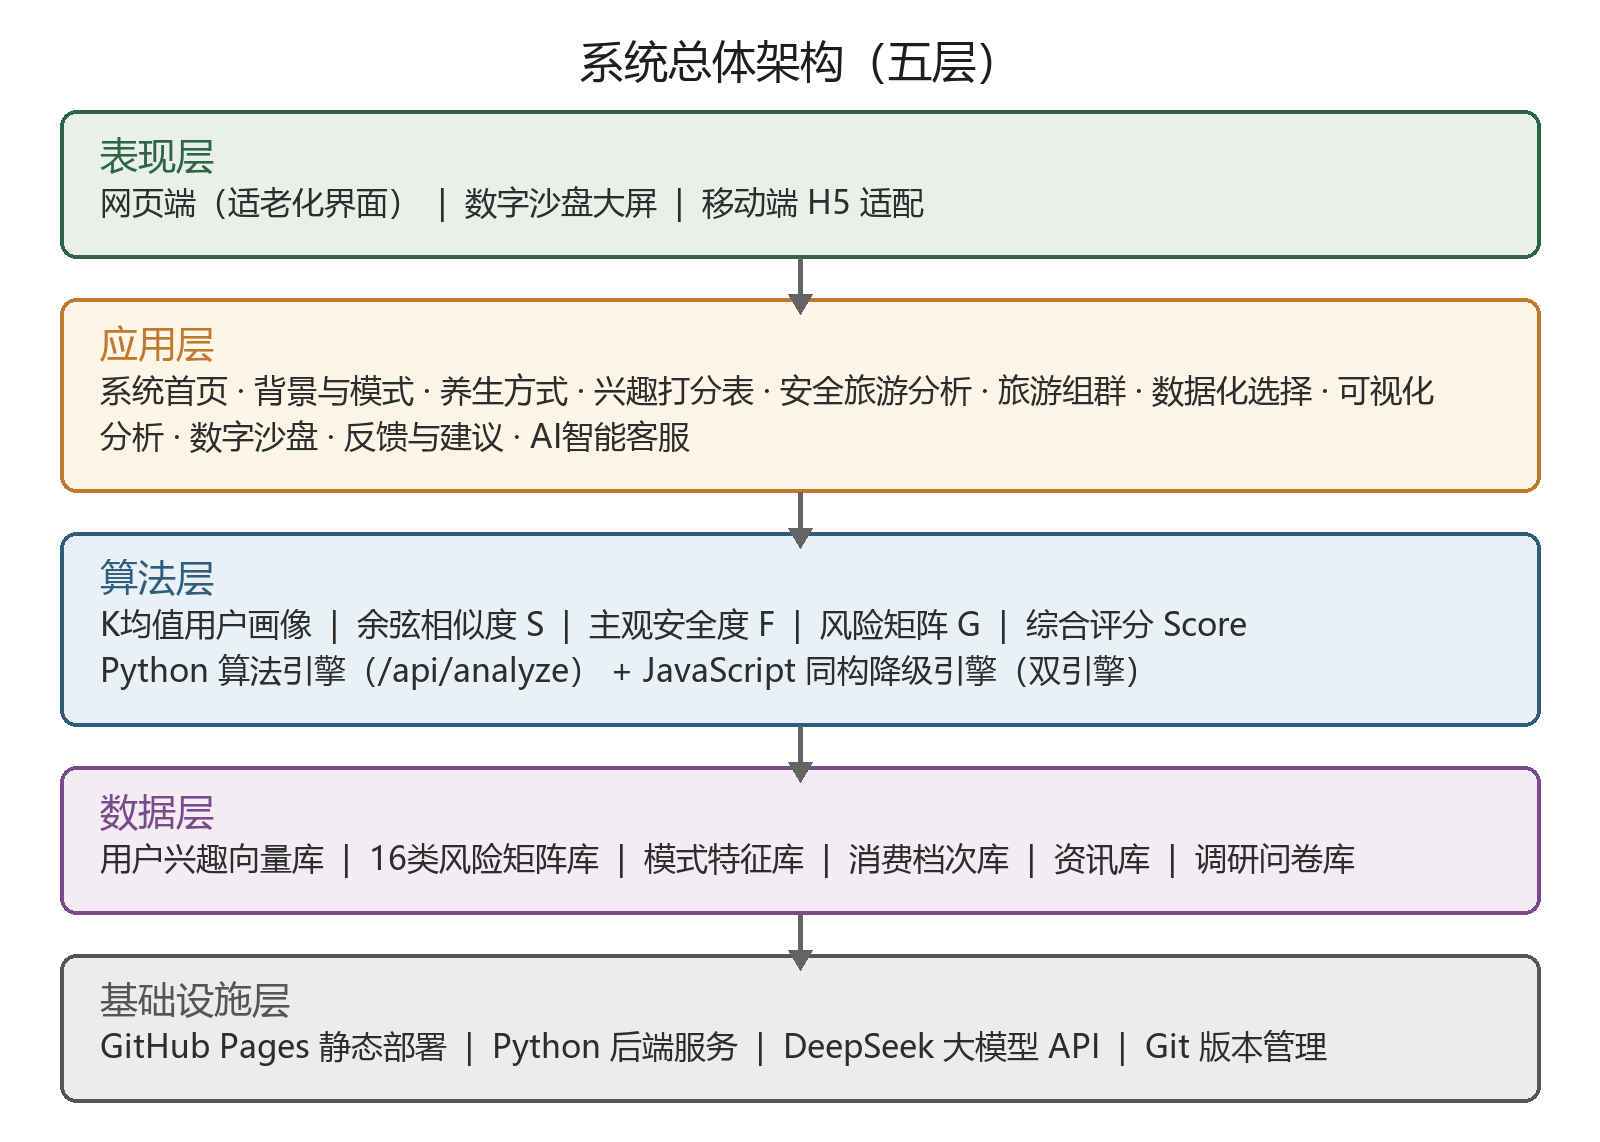 系统总体架构（五层）
表现层
网页端（适老化界面） | 数字沙盘大屏 | 移动端 H5 适配
应用层
系统首页 · 背景与模式 · 养生方式 · 兴趣打分表 · 安全旅游分析 · 旅游组群 · 数据化选择 · 可视化
分析 · 数字沙盘 · 反馈与建议 · AI智能客服
算法层
K均值用户画像 | 余弦相似度 S | 主观安全度 F | 风险矩阵 G | 综合评分 Score
Python 算法引擎（/api/analyze） + JavaScript 同构降级引擎（双引擎）
数据层
用户兴趣向量库 | 16类风险矩阵库 | 模式特征库 | 消费档次库 | 资讯库 | 调研问卷库
基础设施层
GitHub Pages 静态部署 | Python 后端服务 | DeepSeek 大模型 API | Git 版本管理